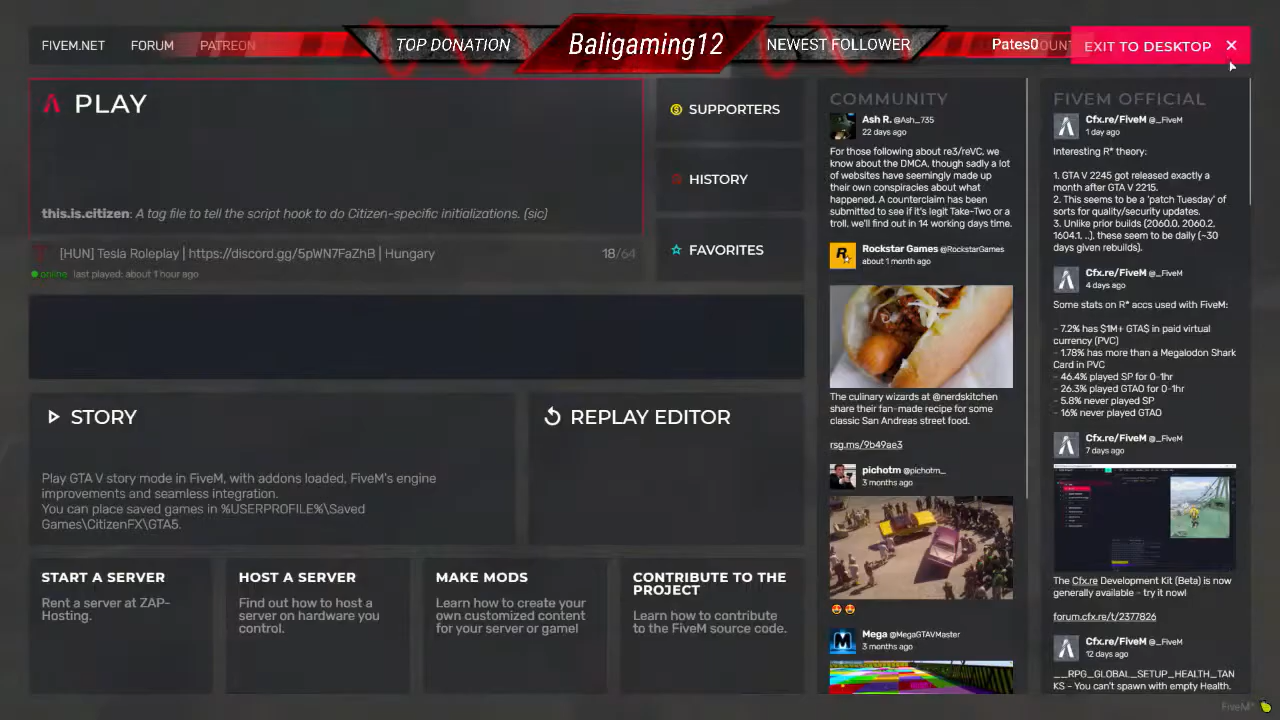 FIVEM.NET
FORUM
PATREON
TOP DONATION
Baligaming12
NEWEST FOLLOWER
Pates0
EXIT TO DESKTOP
PLAY
this.is.citizen: A tag file to tell the script hook to do Citizen-specific initializations. (sic)
[HUN] Tesla Roleplay | https://discord.gg/5pWN7FaZhB | Hungary
18/64
online last played: about 1 hour ago
SUPPORTERS
HISTORY
FAVORITES
STORY
Play GTA V story mode in FiveM, with addons loaded, FiveM's engine
improvements and seamless integration.
You can place saved games in %USERPROFILE%\Saved
Games\CitizenFX\GTA5.
REPLAY EDITOR
START A SERVER
Rent a server at ZAP-
Hosting.
HOST A SERVER
Find out how to host a
server on hardware you
control.
MAKE MODS
Learn how to create your
own customized content
for your server or game!
CONTRIBUTE TO THE
PROJECT
Learn how to contribute
to the FiveM source code.
COMMUNITY
Ash R. @Ash_735
22 days ago
For those following about re3/reVC, we
know about the DMCA, though sadly a lot
of websites have seemingly made up
their own conspiracies about what
happened. A counterclaim has been
submitted to see if it's legit Take-Two or a
troll, we'll find out in 14 working days time.
Rockstar Games @RockstarGames
about 1 month ago
The culinary wizards at @nerdskitchen
share their fan-made recipe for some
classic San Andreas street food.
rsg.ms/9b49ae3
pichotm @pichotm_
3 months ago
Mega @MegaGTAVMaster
3 months ago
FIVEM OFFICIAL
Cfx.re/FiveM @_FiveM
1 day ago
Interesting R* theory:
1. GTA V 2245 got released exactly a
month after GTA V 2215.
2. This seems to be a 'patch Tuesday' of
sorts for quality/security updates.
3. Unlike prior builds (2060.0, 2060.2,
1604.1, ..), these seem to be daily (~30
days given rebuilds).
Cfx.re/FiveM @_FiveM
4 days ago
Some stats on R* accs used with FiveM:
- 7.2% has $1M+ GTA$ in paid virtual
currency (PVC)
- 1.78% has more than a Megalodon Shark
Card in PVC
- 46.4% played SP for 0-1hr
- 26.3% played GTAO for 0-1hr
- 5.8% never played SP
- 16% never played GTAO
Cfx.re/FiveM @_FiveM
7 days ago
The Cfx.re Development Kit (Beta) is now
generally available - try it now!
forum.cfx.re/t/2377826
Cfx.re/FiveM @_FiveM
12 days ago
__RPG_GLOBAL_SETUP_HEALTH_TAN
KS - You can't spawn with empty Health.
FiveM*